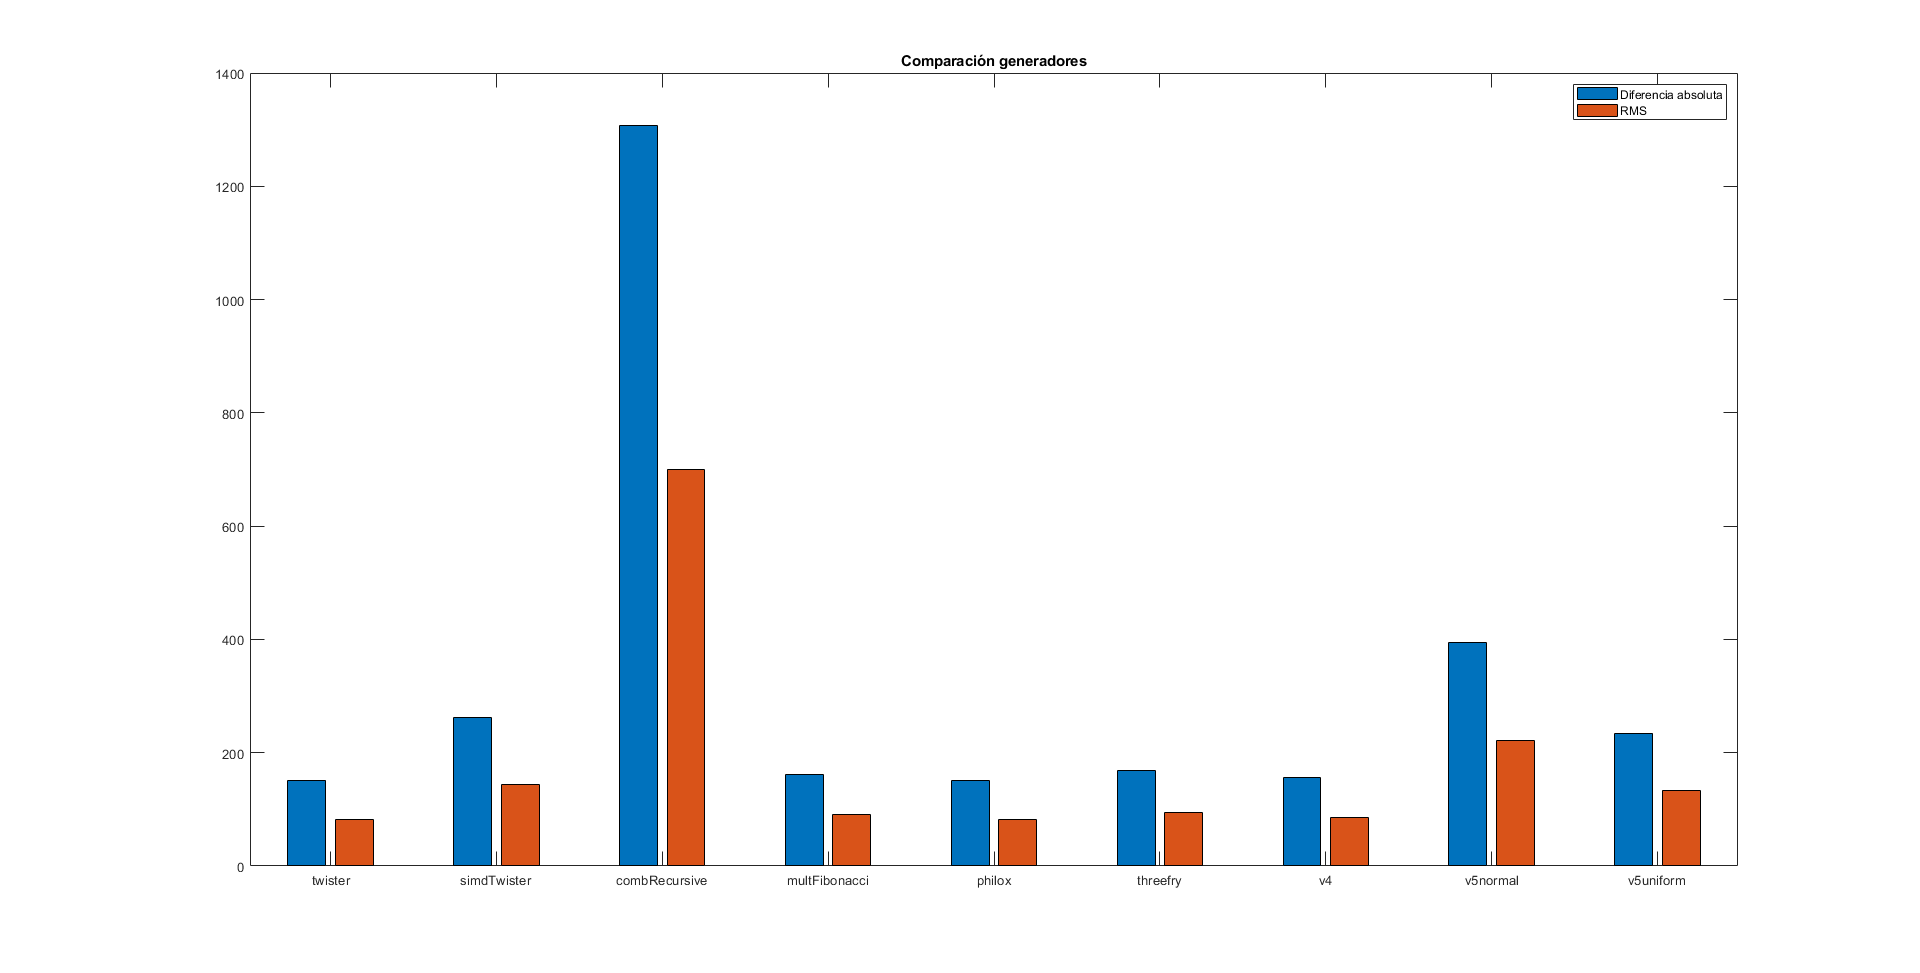 Comparación generadores
1400
1200
1000
800
600
400
200
0
Diferencia absoluta
RMS
twister simdTwister combRecursive multFibonacci philox threefry v4 v5normal v5uniform